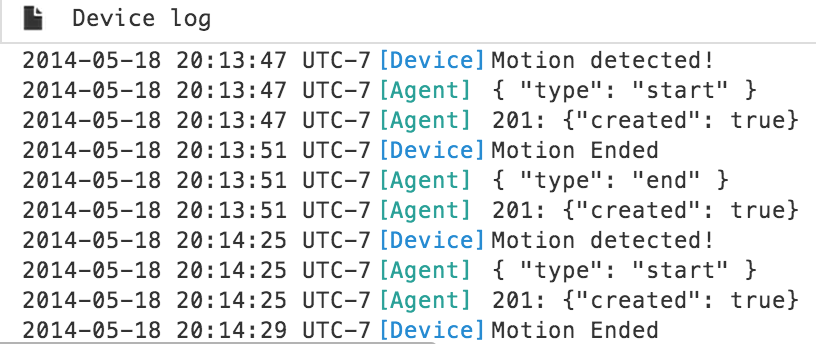 Device log
2014-05-18 20:13:47 UTC-7 [Device] Motion detected!
2014-05-18 20:13:47 UTC-7 [Agent] { "type": "start" }
2014-05-18 20:13:47 UTC-7 [Agent] 201: {"created": true}
2014-05-18 20:13:51 UTC-7 [Device] Motion Ended
2014-05-18 20:13:51 UTC-7 [Agent] { "type": "end" }
2014-05-18 20:13:51 UTC-7 [Agent] 201: {"created": true}
2014-05-18 20:14:25 UTC-7 [Device] Motion detected!
2014-05-18 20:14:25 UTC-7 [Agent] { "type": "start" }
2014-05-18 20:14:25 UTC-7 [Agent] 201: {"created": true}
2014-05-18 20:14:29 UTC-7 [Device] Motion Ended